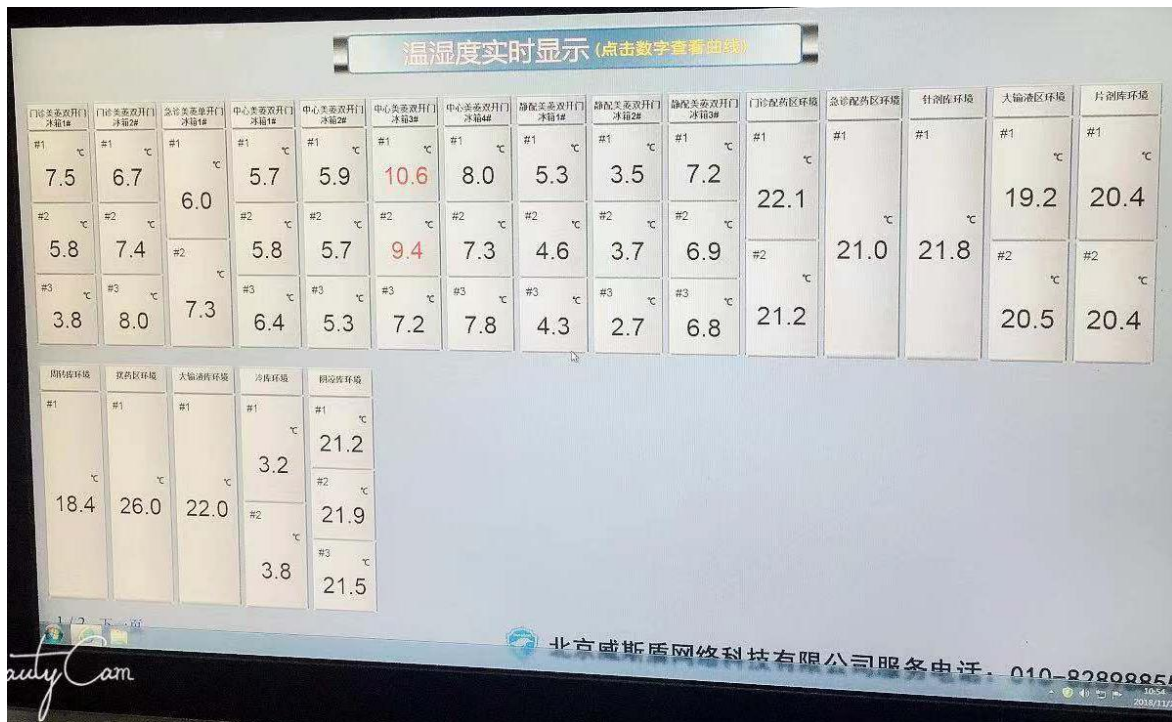 温湿度实时显示(点击数字查看曲线)
门诊美菱双开门冰箱1# 门诊美菱双开门冰箱2# 急诊美菱单开门冰箱1# 中心美菱双开门冰箱1# 中心美菱双开门冰箱2# 中心美菱双开门冰箱3# 中心美菱双开门冰箱4# 静配美菱双开门冰箱1# 静配美菱双开门冰箱2# 静配美菱双开门冰箱3# 门诊配药区环境 急诊配药区环境 针剂库环境 大输液区环境 片剂库环境
#1 ℃ #1 ℃ #1 ℃ #1 ℃ #1 ℃ #1 ℃ #1 ℃ #1 ℃ #1 ℃ #1 ℃ #1 ℃ #1 ℃ #1 ℃ #1 ℃ #1 ℃
7.5 6.7 6.0 5.7 5.9 10.6 8.0 5.3 3.5 7.2 22.1 21.0 21.8 19.2 20.4
#2 ℃ #2 ℃ #2 ℃ #2 ℃ #2 ℃ #2 ℃ #2 ℃ #2 ℃ #2 ℃ #2 ℃ #2 ℃ #2 ℃ #2 ℃
5.8 7.4 7.3 5.8 5.7 9.4 7.3 4.6 3.7 6.9 21.2 20.5 20.4
#3 ℃ #3 ℃ #3 ℃ #3 ℃ #3 ℃ #3 ℃ #3 ℃ #3 ℃ #3 ℃
3.8 8.0 6.4 5.3 7.2 7.8 4.3 2.7 6.8
周转库环境 摆药区环境 大输液库环境 冷库环境 阴凉库环境
#1 ℃ #1 ℃ #1 ℃ #1 ℃ #1 ℃
18.4 26.0 22.0 3.2 21.2
#2 ℃ #2 ℃
3.8 21.9
#3 ℃
21.5
1/2 下一页
北京威斯盾网络科技有限公司服务电话：010-8289885
10:54
2018/11/
auty Cam